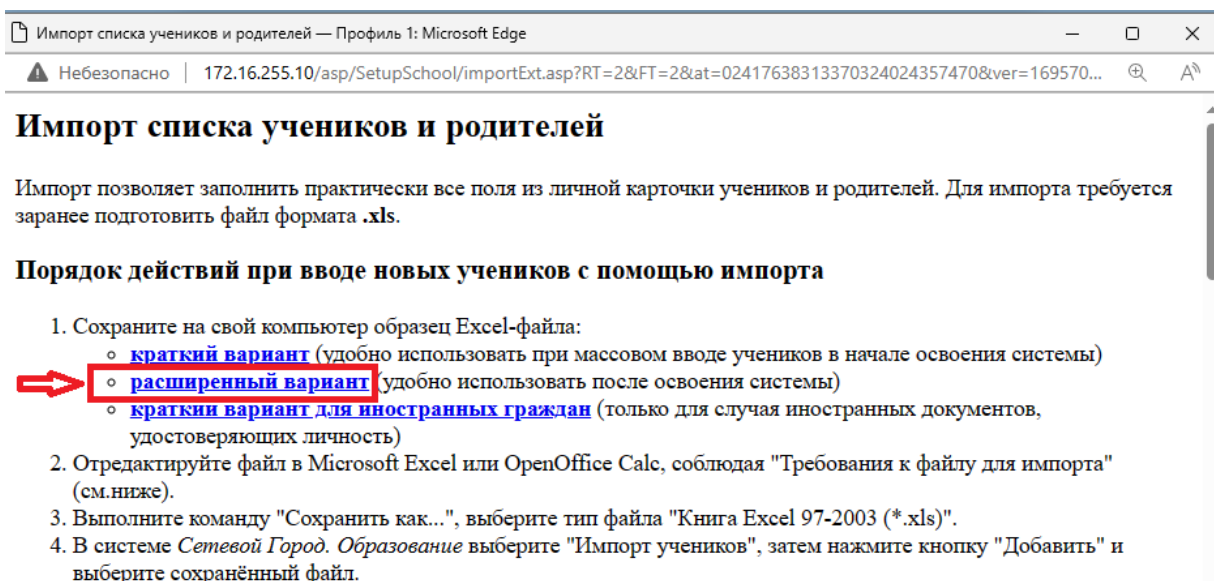 Импорт списка учеников и родителей — Профиль 1: Microsoft Edge
Небезопасно | 172.16.255.10/asp/SetupSchool/importExt.asp?RT=2&FT=2&at=02417638313370324024357470&ver=169570...
Импорт списка учеников и родителей
Импорт позволяет заполнить практически все поля из личной карточки учеников и родителей. Для импорта требуется
заранее подготовить файл формата .xls.
Порядок действий при вводе новых учеников с помощью импорта
1. Сохраните на свой компьютер образец Excel-файла:
краткий вариант (удобно использовать при массовом вводе учеников в начале освоения системы)
расширенный вариант (удобно использовать после освоения системы)
краткий вариант для иностранных граждан (только для случая иностранных документов,
удостоверяющих личность)
2. Отредактируйте файл в Microsoft Excel или OpenOffice Calc, соблюдая "Требования к файлу для импорта"
(см.ниже).
3. Выполните команду "Сохранить как...", выберите тип файла "Книга Excel 97-2003 (*.xls)".
4. В системе Сетевой Город. Образование выберите "Импорт учеников", затем нажмите кнопку "Добавить" и
выберите сохранённый файл.